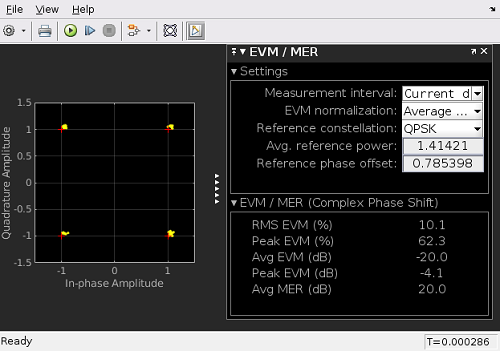 File View Help
EVM / MER
Settings
Measurement interval: Current d
EVM normalization: Average ...
Reference constellation: QPSK
Avg. reference power: 1.41421
Reference phase offset: 0.785398
EVM / MER (Complex Phase Shift)
RMS EVM (%) 10.1
Peak EVM (%) 62.3
Avg EVM (dB) -20.0
Peak EVM (dB) -4.1
Avg MER (dB) 20.0
Quadrature Amplitude
1.5
1
0.5
0
-0.5
-1
-1.5
-1 0 1
In-phase Amplitude
Ready T=0.000286